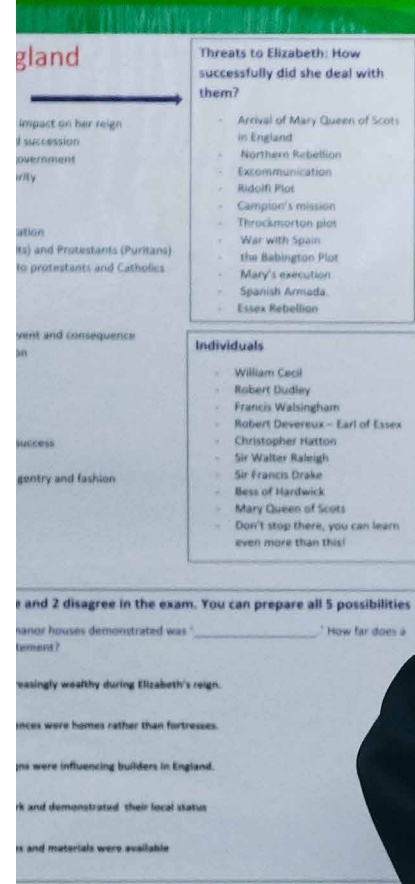 gland
impact on her reign
succession
overnment
rity
ation
ts) and Protestants (Puritans)
to protestants and Catholics
vent and consequence
on
success
gentry and fashion
Threats to Elizabeth: How
successfully did she deal with
them?
- Arrival of Mary Queen of Scots
in England
- Northern Rebellion
- Excommunication
- Ridolfi Plot
- Campion's mission
- Throckmorton plot
- War with Spain
- the Babington Plot
- Mary's execution
- Spanish Armada.
- Essex Rebellion
Individuals
- William Cecil
- Robert Dudley
- Francis Walsingham
- Robert Devereux – Earl of Essex
- Christopher Hatton
- Sir Walter Raleigh
- Sir Francis Drake
- Bess of Hardwick
- Mary Queen of Scots
- Don't stop there, you can learn
even more than this!
e and 2 disagree in the exam. You can prepare all 5 possibilities
manor houses demonstrated was '____________________.' How far does a
tement?
reasingly wealthy during Elizabeth's reign.
ences were homes rather than fortresses.
gns were influencing builders in England.
rk and demonstrated their local status
es and materials were available